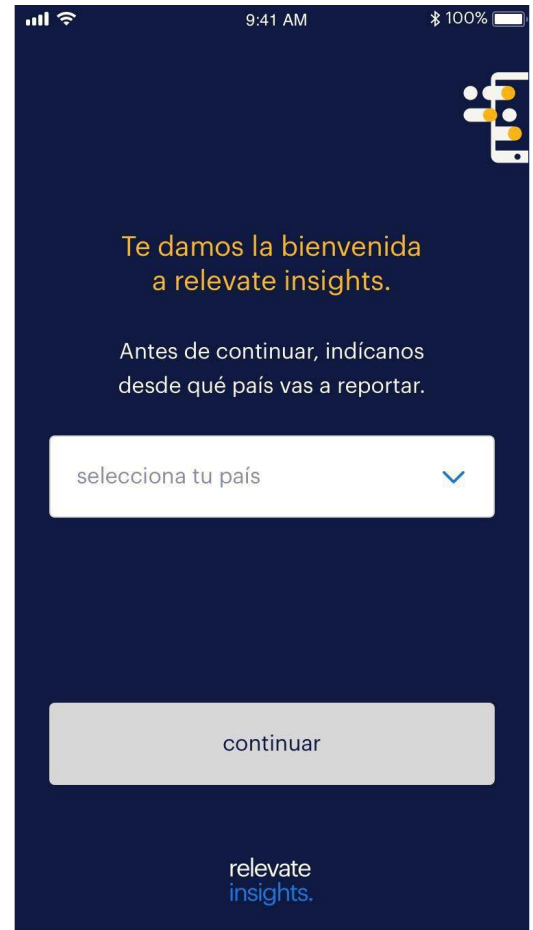 9:41 AM
100%
Te damos la bienvenida
a relevate insights.
Antes de continuar, indícanos
desde qué país vas a reportar.
selecciona tu país
continuar
relevate
insights.